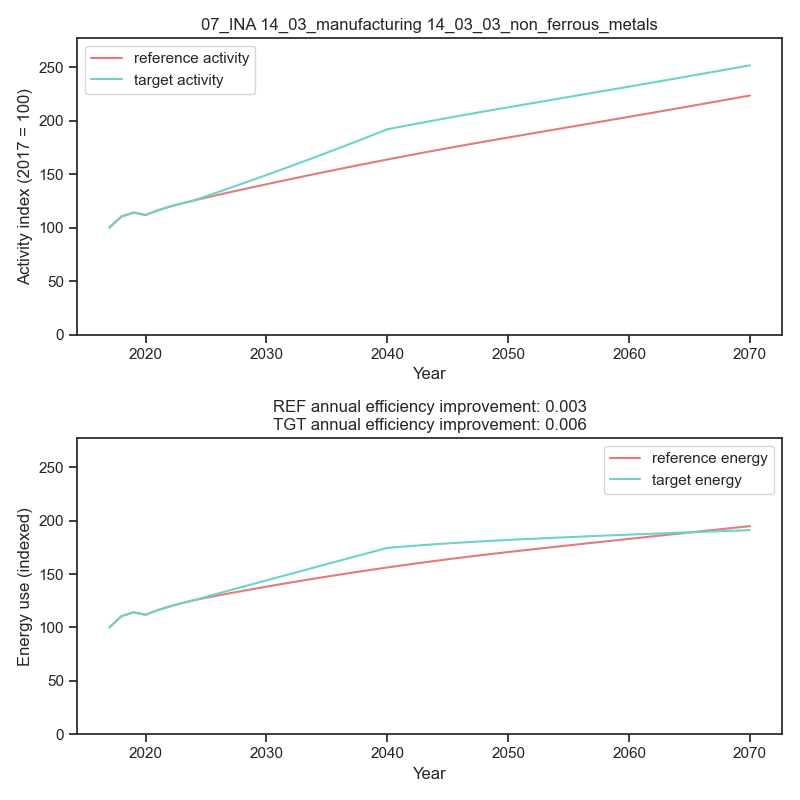 07_INA 14_03_manufacturing 14_03_03_non_ferrous_metals
reference activity
target activity
Activity index (2017 = 100)
250
200
150
100
50
0
2020 2030 2040 2050 2060 2070
Year
REF annual efficiency improvement: 0.003
TGT annual efficiency improvement: 0.006
reference energy
target energy
Energy use (indexed)
250
200
150
100
50
0
2020 2030 2040 2050 2060 2070
Year